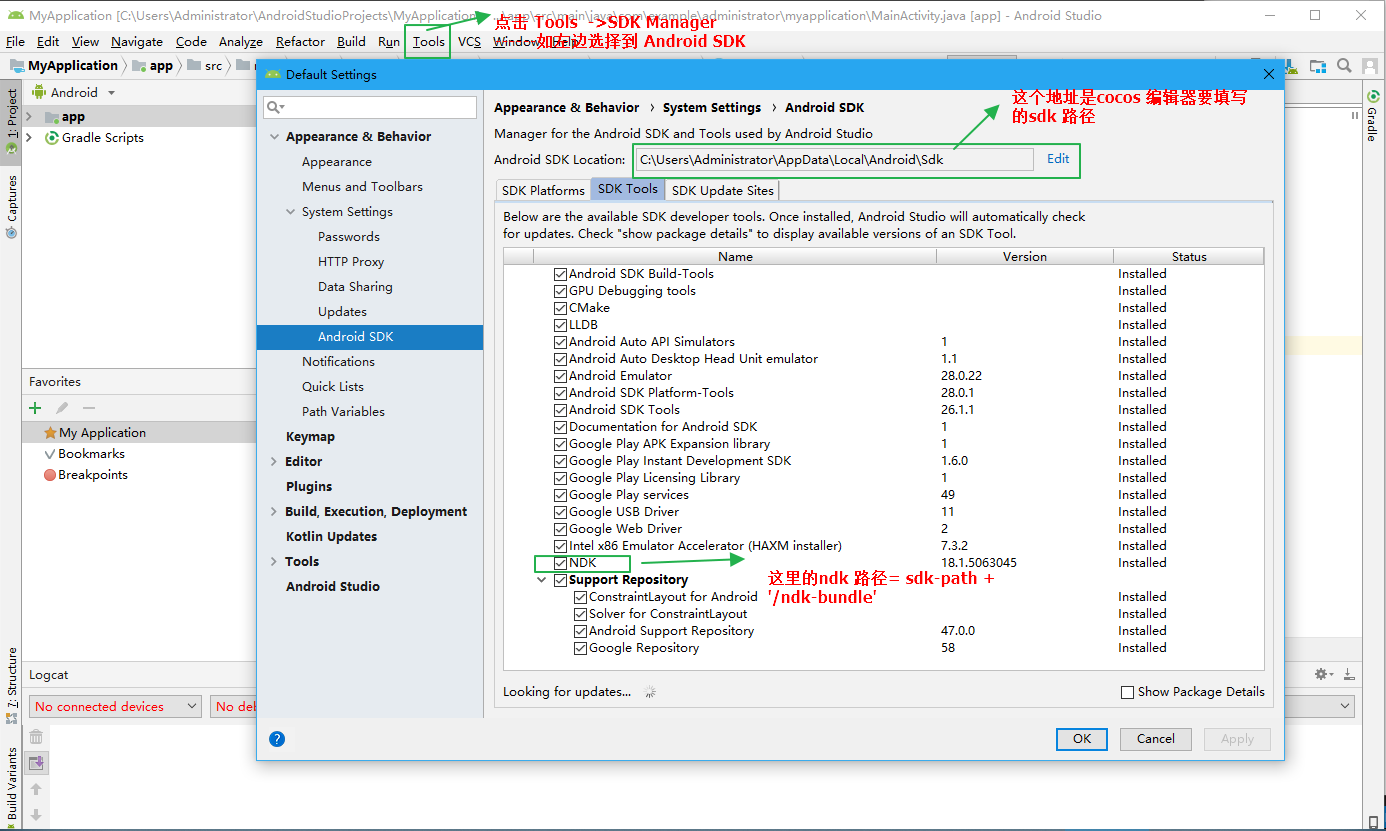 MyApplication [C:\Users\Administrator\AndroidStudioProjects\MyApplication] - ...\app\src\main\java\com\example\administrator\myapplication\MainActivity.java [app] - Android Studio
点击 Tools ->SDK Manager
File Edit View Navigate Code Analyze Refactor Build Run Tools VCS Window Help
如右边选择到 Android SDK
MyApplication app src
Default Settings
1: Project
Captures
Android
app
Gradle Scripts
Favorites
My Application
Bookmarks
Breakpoints
Appearance & Behavior
Appearance
Menus and Toolbars
System Settings
Passwords
HTTP Proxy
Data Sharing
Updates
Android SDK
Notifications
Quick Lists
Path Variables
Keymap
Editor
Plugins
Build, Execution, Deployment
Kotlin Updates
Tools
Android Studio
Appearance & Behavior › System Settings › Android SDK
这个地址是cocos 编辑器要填写
的sdk 路径
Manager for the Android SDK and Tools used by Android Studio
Android SDK Location: C:\Users\Administrator\AppData\Local\Android\Sdk Edit
SDK Platforms SDK Tools SDK Update Sites
Below are the available SDK developer tools. Once installed, Android Studio will automatically check
for updates. Check "show package details" to display available versions of an SDK Tool.
Name Version Status
Android SDK Build-Tools Installed
GPU Debugging tools Installed
CMake Installed
LLDB Installed
Android Auto API Simulators 1 Installed
Android Auto Desktop Head Unit emulator 1.1 Installed
Android Emulator 28.0.22 Installed
Android SDK Platform-Tools 28.0.1 Installed
Android SDK Tools 26.1.1 Installed
Documentation for Android SDK 1 Installed
Google Play APK Expansion library 1 Installed
Google Play Instant Development SDK 1.6.0 Installed
Google Play Licensing Library 1 Installed
Google Play services 49 Installed
Google USB Driver 11 Installed
Google Web Driver 2 Installed
Intel x86 Emulator Accelerator (HAXM installer) 7.3.2 Installed
NDK 18.1.5063045 Installed
这里的ndk 路径= sdk-path +
'/ndk-bundle'
Support Repository
ConstraintLayout for Android Installed
Solver for ConstraintLayout Installed
Android Support Repository 47.0.0 Installed
Google Repository 58 Installed
Looking for updates... Show Package Details
OK Cancel Apply
Gradle
7: Structure
Build Variants
Logcat
No connected devices No deb